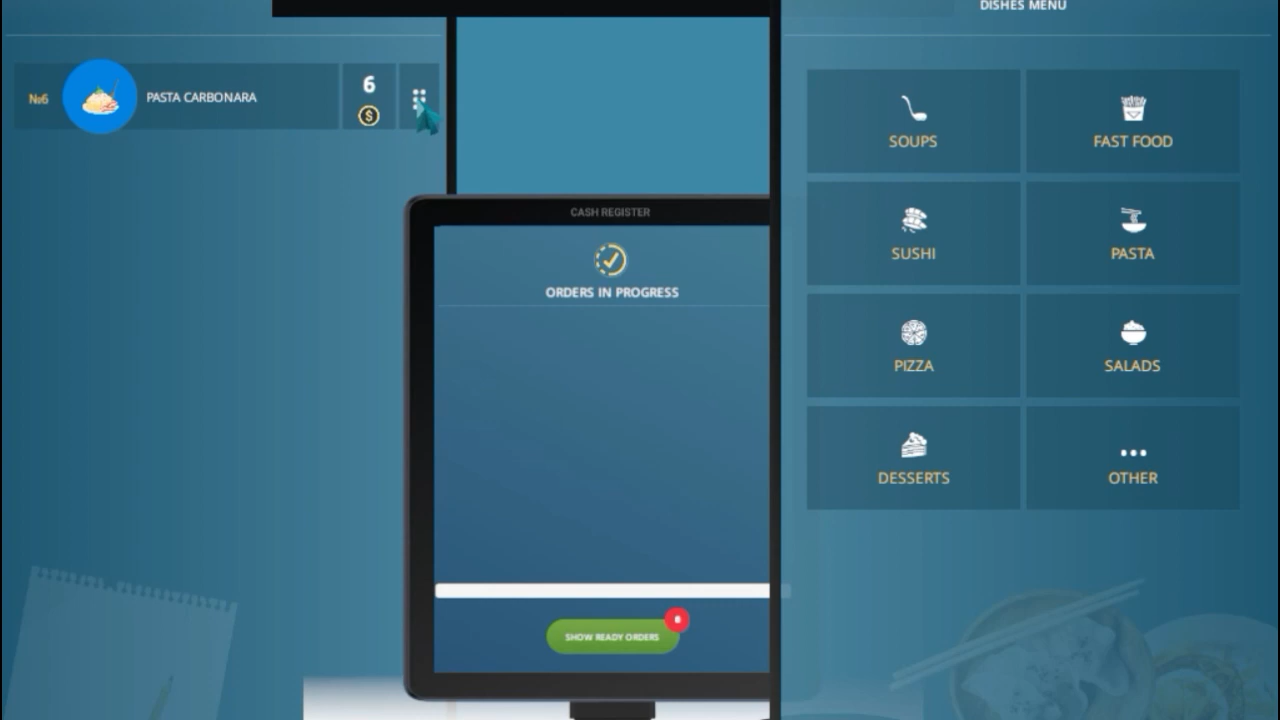 DISHES MENU
№6
PASTA CARBONARA
6
SOUPS
FAST FOOD
SUSHI
PASTA
PIZZA
SALADS
DESSERTS
OTHER
CASH REGISTER
ORDERS IN PROGRESS
SHOW READY ORDERS